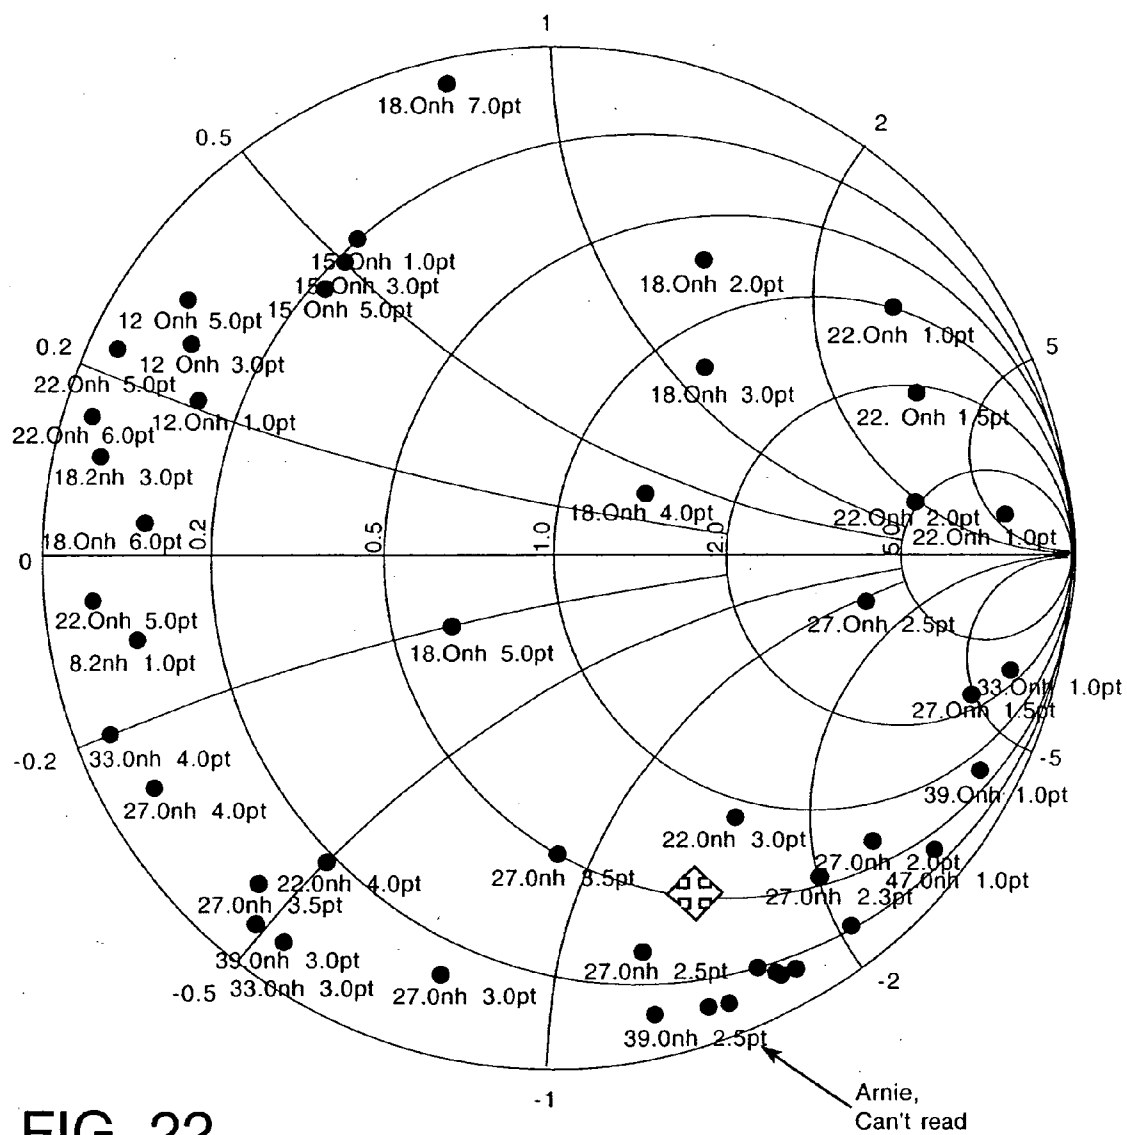 1
18.Onh 7.0pt
2
0.5
15 Onh 1.0pt
18.Onh 2.0pt
15 Onh 3.0pt
15 Onh 5.0pt
12 Onh 5.0pt
22.Onh 1.0pt
0.2
5
12 Onh 3.0pt
22.Onh 5.0pt
18.Onh 3.0pt
22. Onh 1.5pt
12.Onh 1.0pt
22.Onh 6.0pt
18.2nh 3.0pt
18.Onh 4.0pt
22.Onh 2.0pt
22.Onh 1.0pt
18.Onh 6.0pt
0.2
0.5
1.0
2.0
5.0
0
22.Onh 5.0pt
27.Onh 2.5pt
8.2nh 1.0pt
18.Onh 5.0pt
33.Onh 1.0pt
27.Onh 1.5pt
33.0nh 4.0pt
-0.2
-5
39.Onh 1.0pt
27.0nh 4.0pt
22.0nh 3.0pt
27.0nh 2.0pt
27.0nh 3.5pt
22.0nh 4.0pt
47.0nh 1.0pt
27.0nh 2.3pt
27.0nh 3.5pt
39.0nh 3.0pt
27.0nh 2.5pt
-2
33.0nh 3.0pt
-0.5
27.0nh 3.0pt
39.0nh 2.5pt
-1
Arnie,
Can't read
FIG. 22